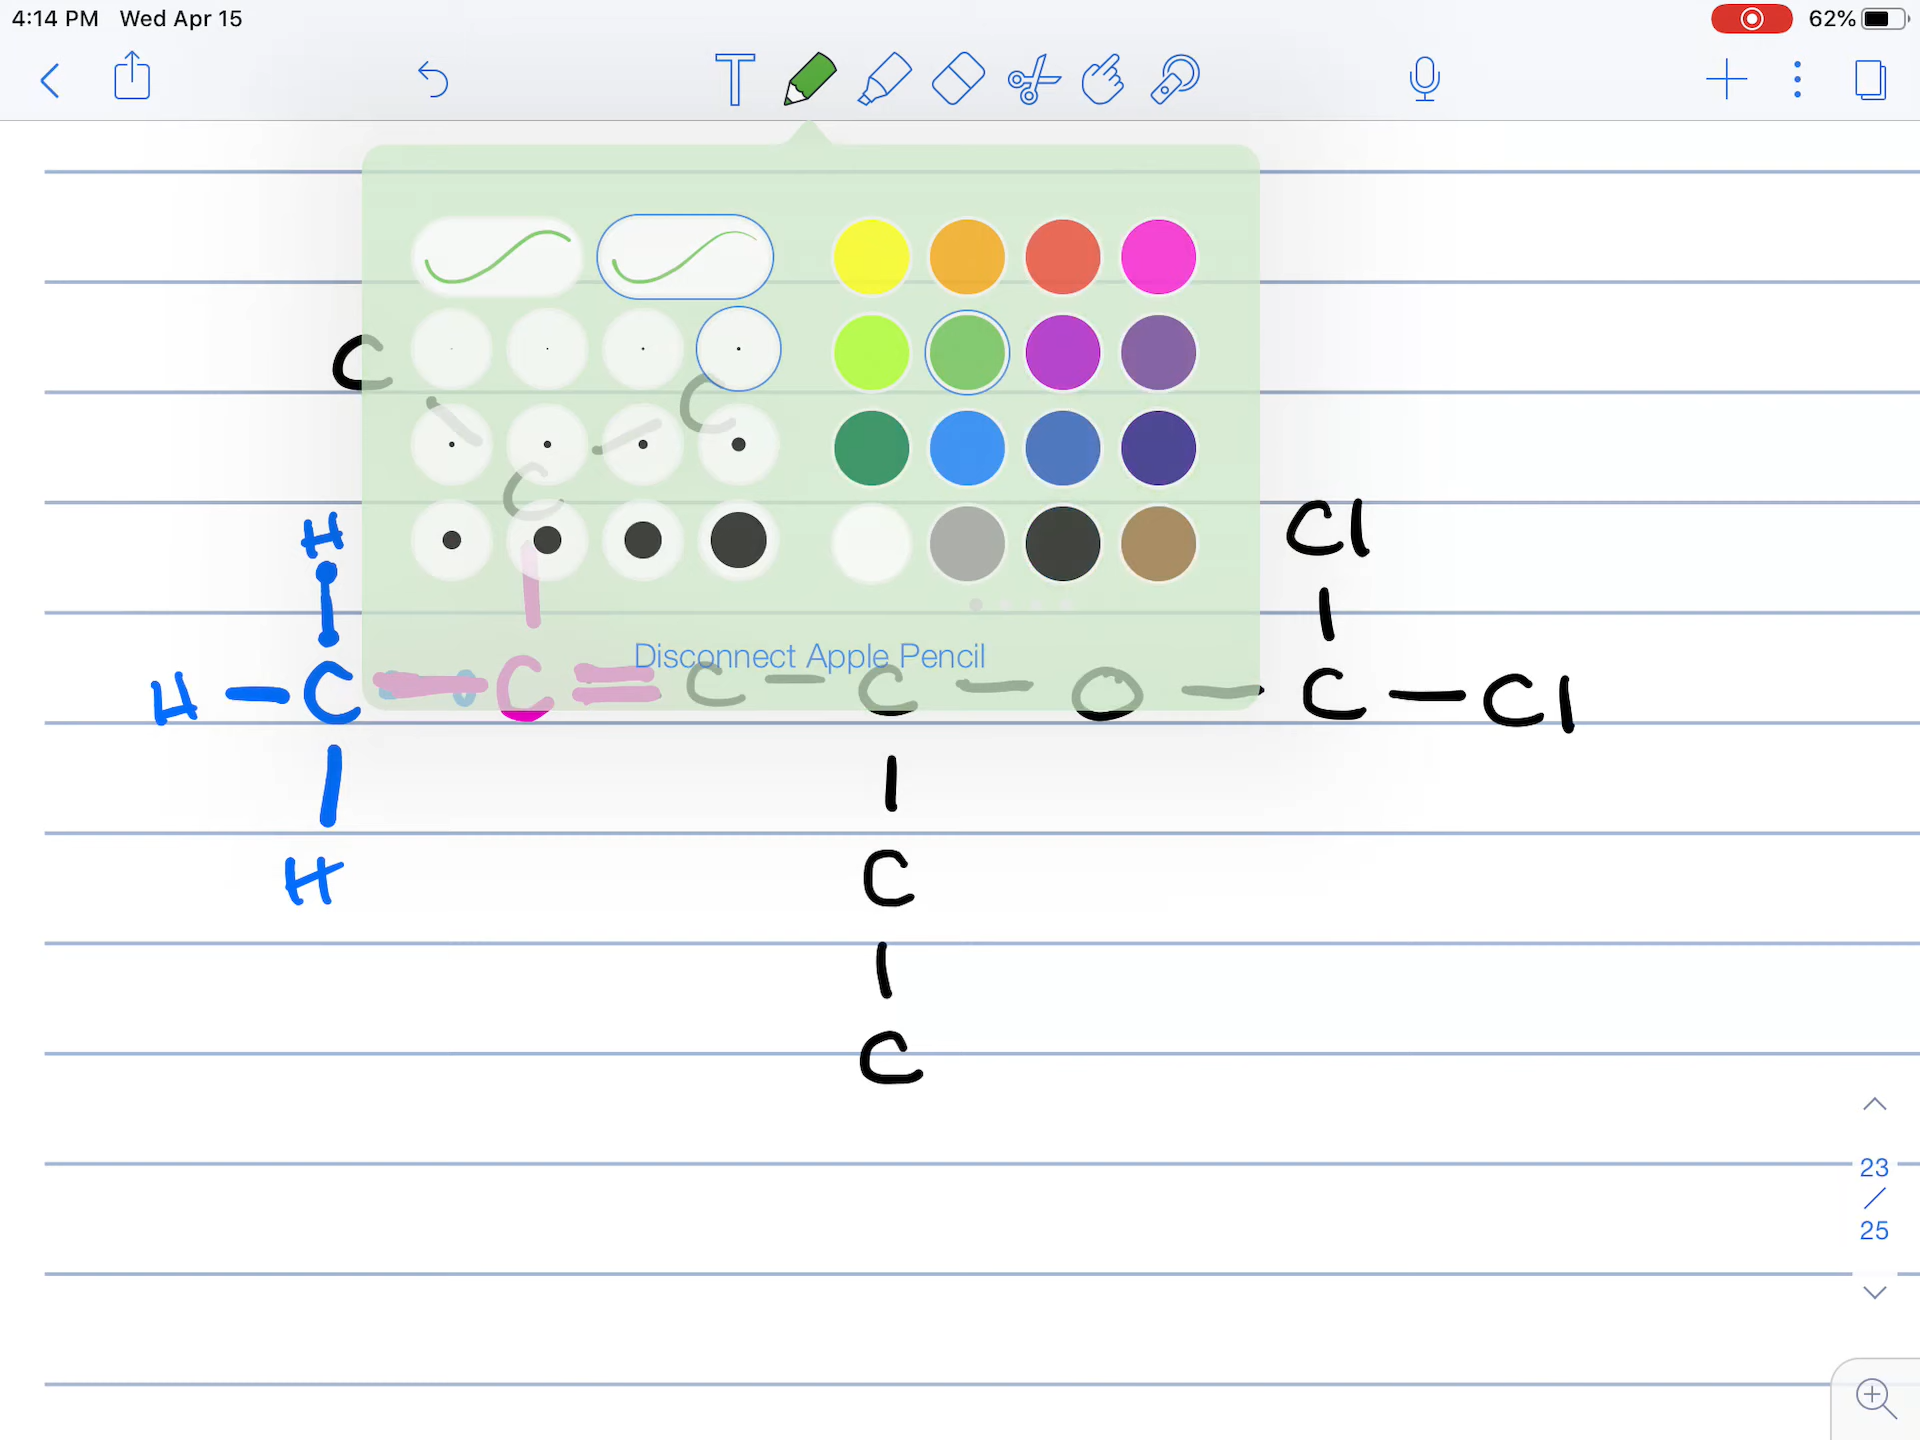 4:14 PM Wed Apr 15
62%
T
C
C
C
H
Cl
Disconnect Apple Pencil
H – C – C = C – C – O – C – Cl
H
C
C
23
/
25